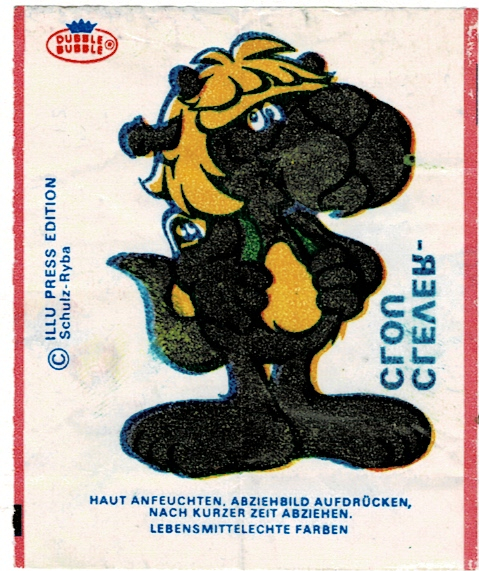 DUBBLE
BUBBLE ®
© ILLU PRESS EDITION
Schulz-Ryba
CLEVER-
CLOU
HAUT ANFEUCHTEN, ABZIEHBILD AUFDRÜCKEN,
NACH KURZER ZEIT ABZIEHEN.
LEBENSMITTELECHTE FARBEN